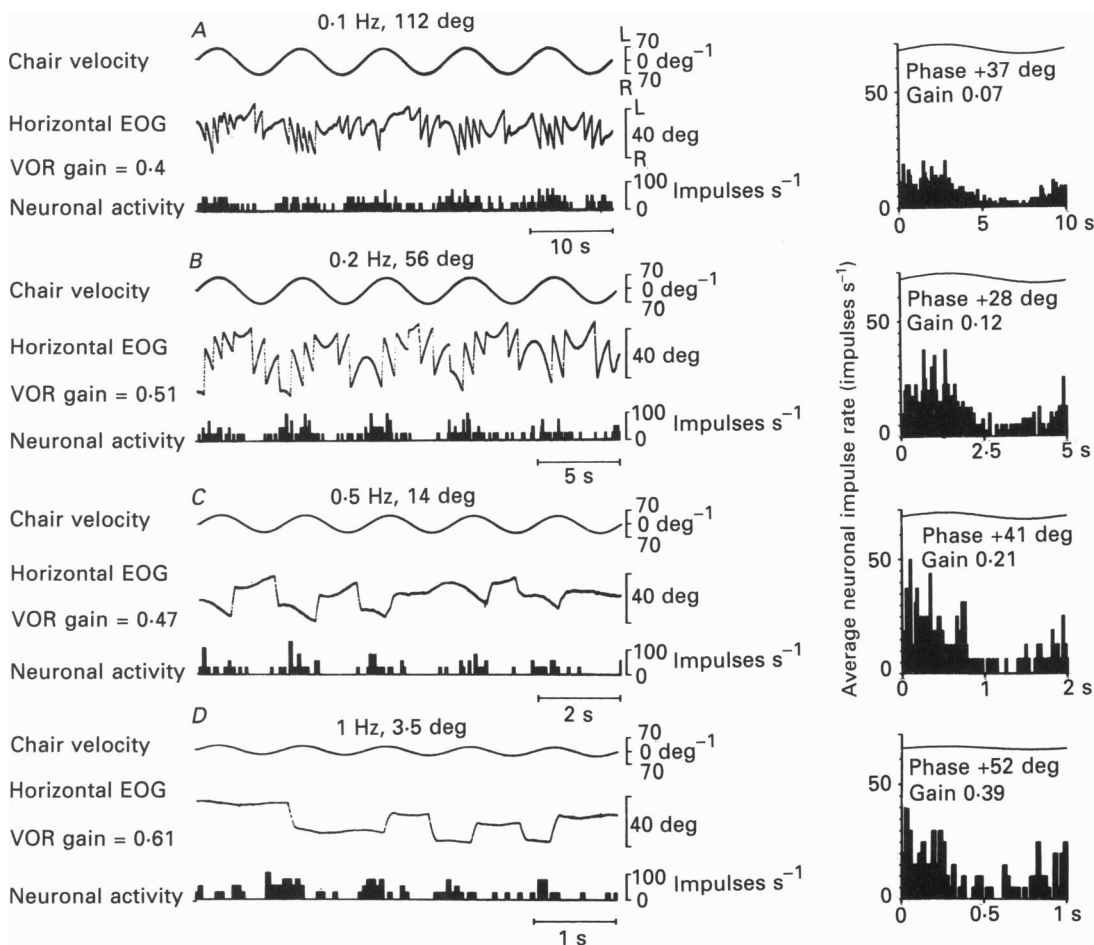 A
0·1 Hz, 112 deg
Chair velocity
L 70
0 deg⁻¹
R 70
Horizontal EOG
L
40 deg
R
VOR gain = 0·4
Neuronal activity
100 Impulses s⁻¹
0
10 s
B
0·2 Hz, 56 deg
Chair velocity
70
0 deg⁻¹
70
Horizontal EOG
40 deg
VOR gain = 0·51
Neuronal activity
100 Impulses s⁻¹
0
5 s
C
0·5 Hz, 14 deg
Chair velocity
70
0 deg⁻¹
70
Horizontal EOG
40 deg
VOR gain = 0·47
Neuronal activity
100 Impulses s⁻¹
0
2 s
D
1 Hz, 3·5 deg
Chair velocity
70
0 deg⁻¹
70
Horizontal EOG
40 deg
VOR gain = 0·61
Neuronal activity
100 Impulses s⁻¹
0
1 s
Average neuronal impulse rate (impulses s⁻¹)
Phase +37 deg
Gain 0·07
50
0
0 5 10 s
Phase +28 deg
Gain 0·12
50
0
0 2·5 5 s
Phase +41 deg
Gain 0·21
50
0
0 1 2 s
Phase +52 deg
Gain 0·39
50
0
0 0·5 1 s